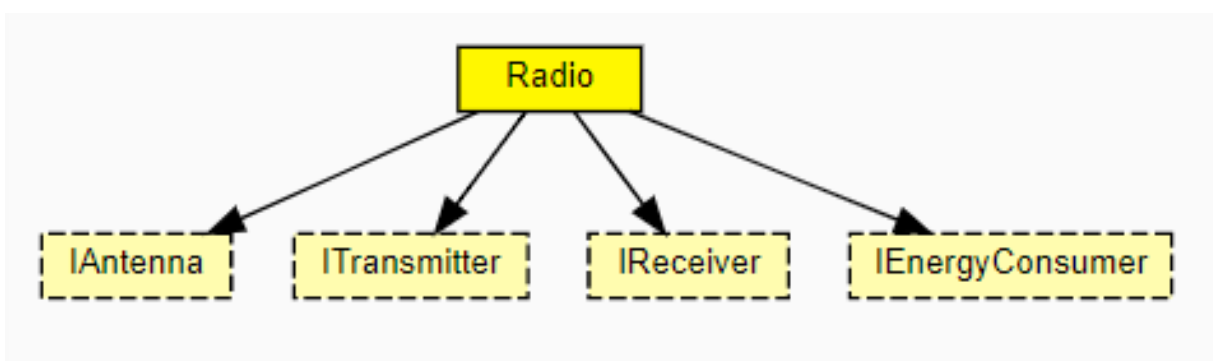 Radio
IAntenna
ITransmitter
IReceiver
IEnergyConsumer